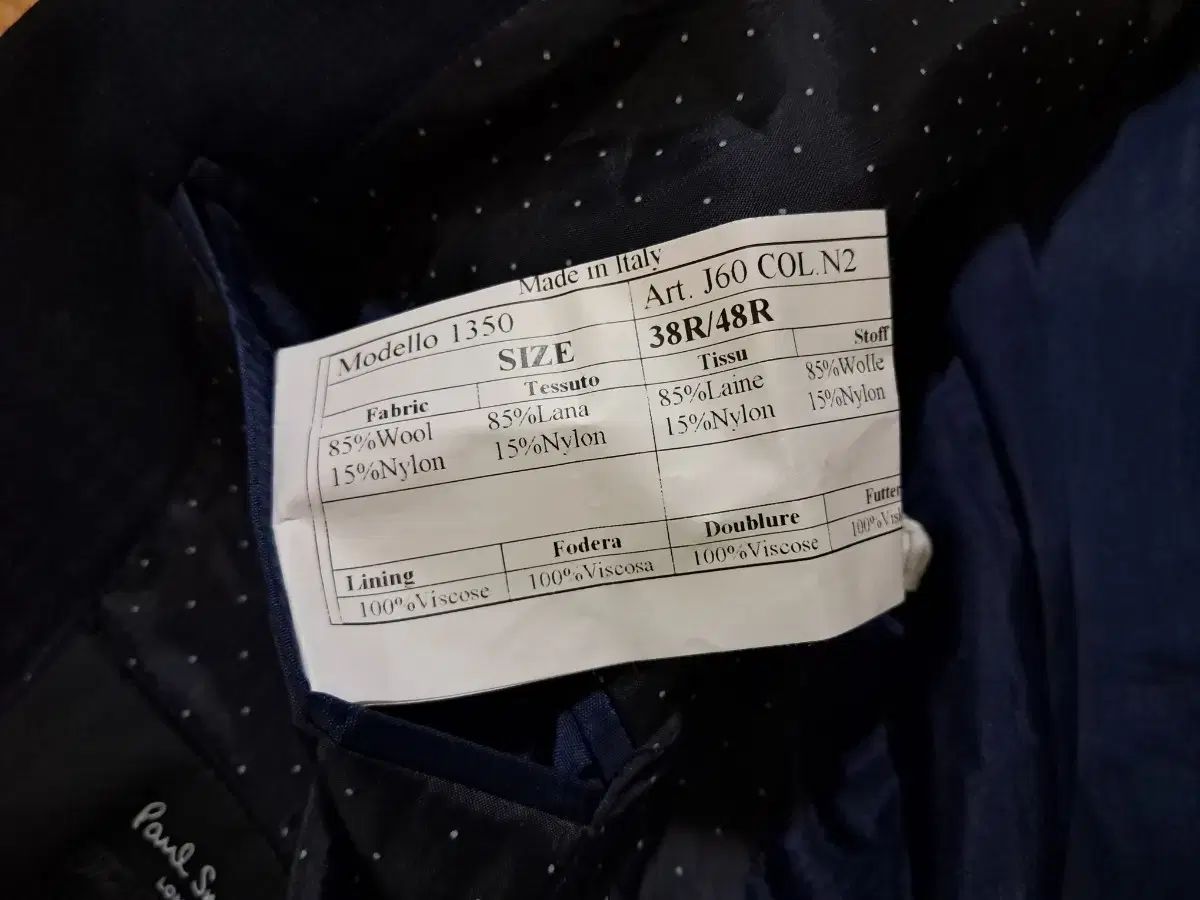 Made in Italy
Modello 1350 Art. J60 COL.N2
SIZE 38R/48R
Fabric Tessuto Tissu Stoff
85%Wool 85%Lana 85%Laine 85%Wolle
15%Nylon 15%Nylon 15%Nylon 15%Nylon
Lining Fodera Doublure Futter
100%Viscose 100%Viscosa 100%Viscose
Paul